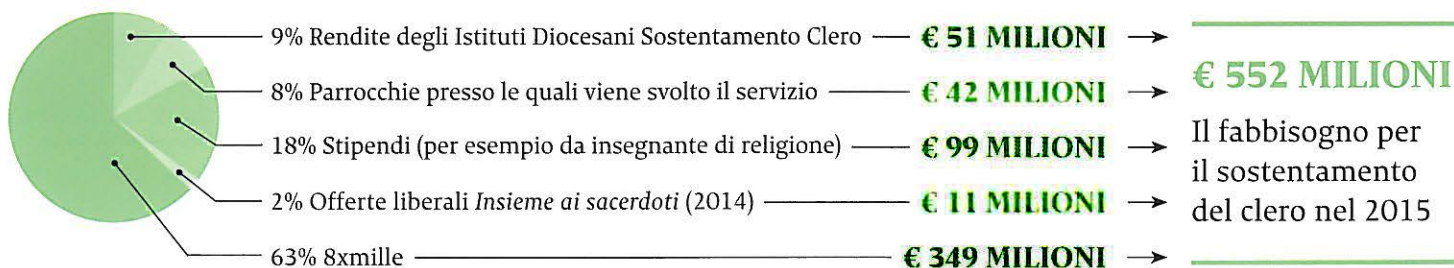 9% Rendite degli Istituti Diocesani Sostentamento Clero € 51 MILIONI
8% Parrocchie presso le quali viene svolto il servizio € 42 MILIONI
18% Stipendi (per esempio da insegnante di religione) € 99 MILIONI
2% Offerte liberali Insieme ai sacerdoti (2014) € 11 MILIONI
63% 8xmille € 349 MILIONI
€ 552 MILIONI
Il fabbisogno per
il sostentamento
del clero nel 2015